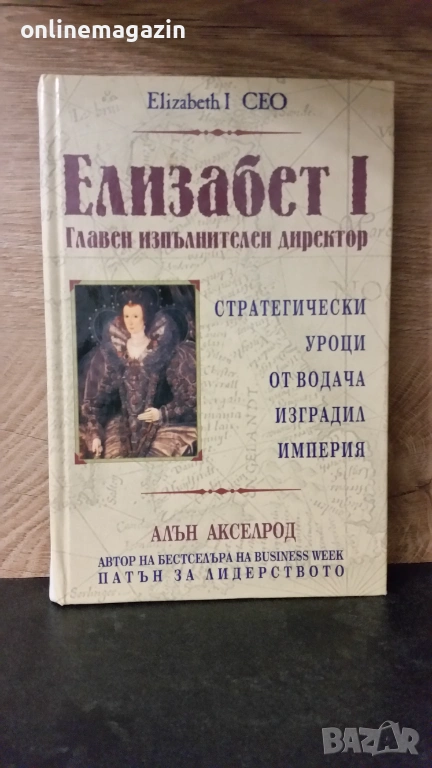 onlinemagazin
Elizabeth I CEO
Елизабет I
Главен изпълнителен директор
СТРАТЕГИЧЕСКИ
УРОЦИ
ОТ ВОДАЧА
ИЗГРАДИЛ
ИМПЕРИЯ
АЛЪН АКСЕЛРОД
АВТОР НА БЕСТСЕЛЪРА НА BUSINESS WEEK
ПАТЪН ЗА ЛИДЕРСТВОТО
BAZAR